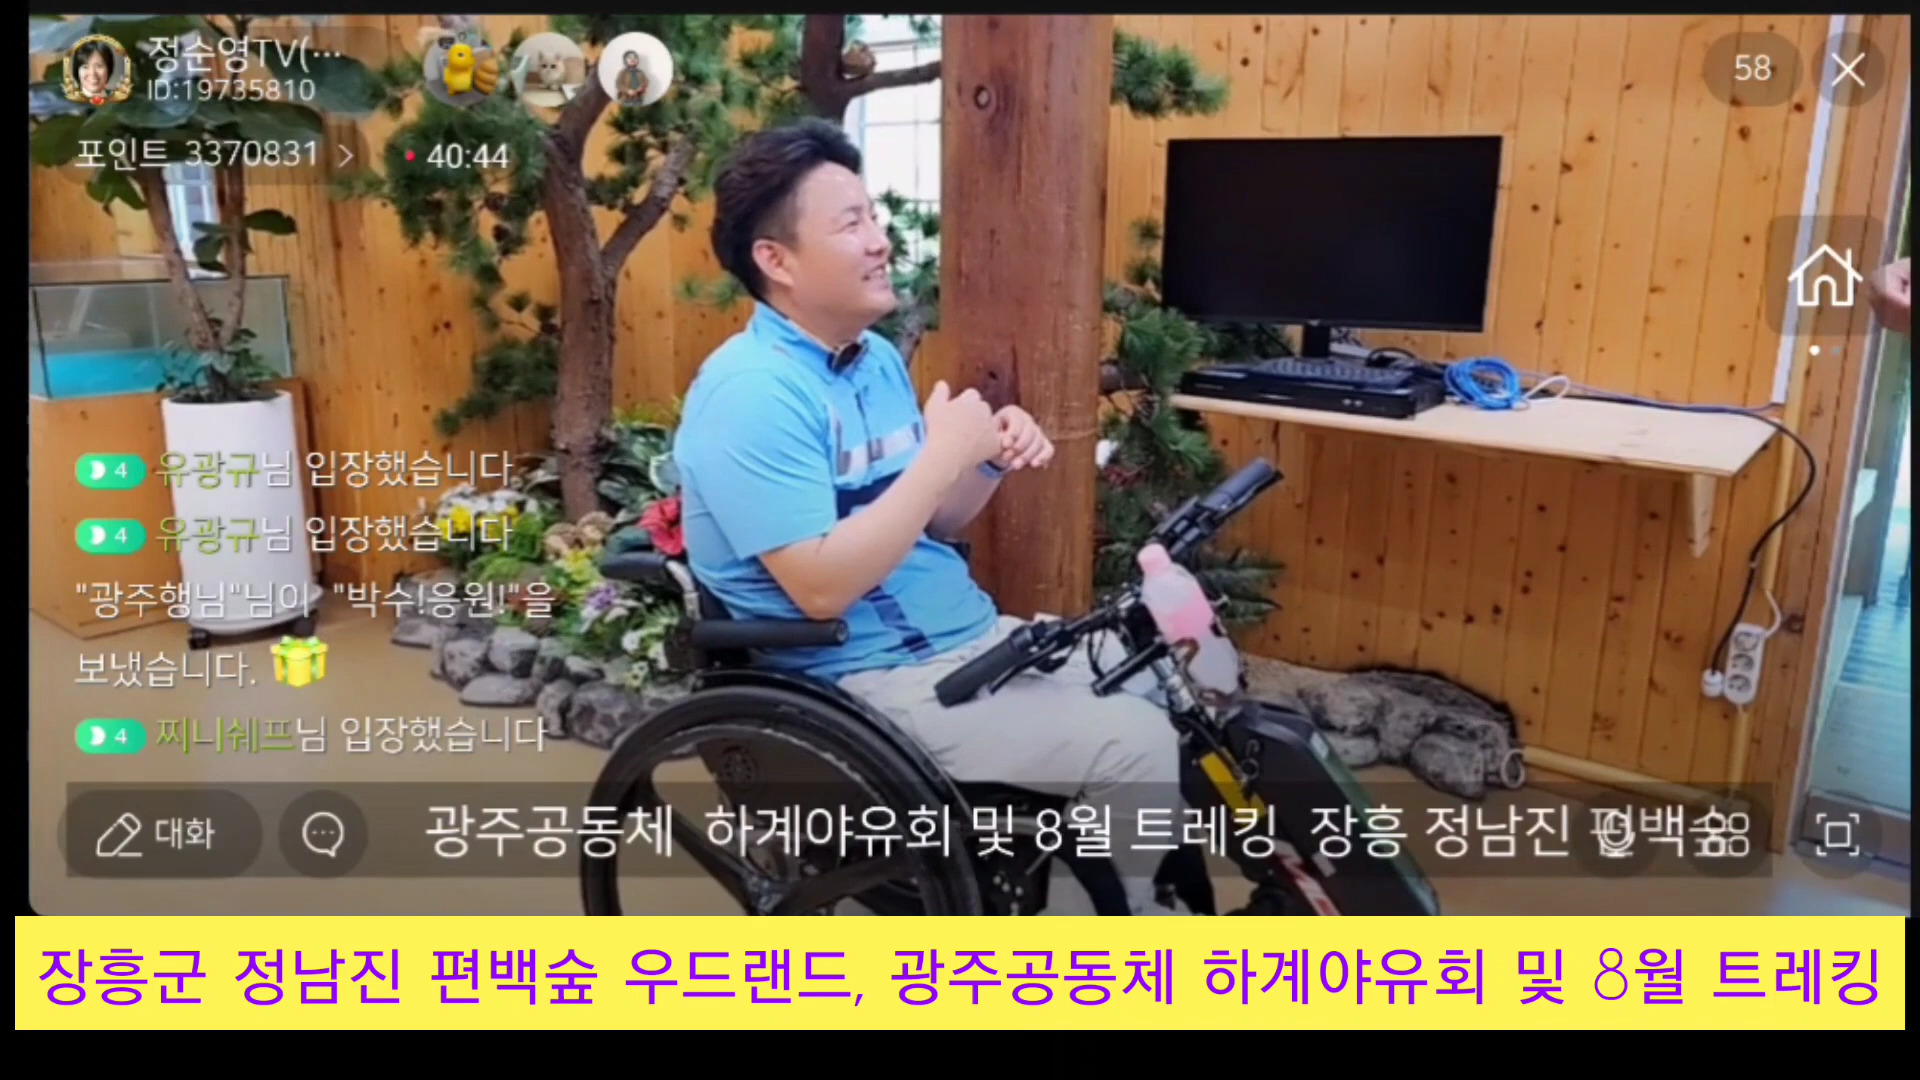 정순영TV(…
ID:19735810
58
포인트 3370831 >
40:44
4 유광규님 입장했습니다
4 유광규님 입장했습니다
"광주행님"님이 "박수!응원!"을
보냈습니다.
4 찌니쉐프님 입장했습니다
대화
광주공동체 하계야유회 및 8월 트레킹 장흥 정남진 편백숲
장흥군 정남진 편백숲 우드랜드, 광주공동체 하계야유회 및 8월 트레킹